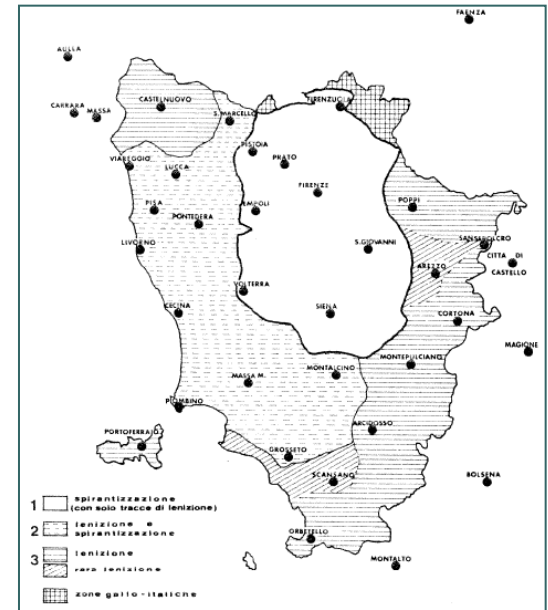 FAENZA
AULLA
CARRARA
MASSA
CASTELNUOVO
S. MARCELLO
FIRENZUOLA
PISTOIA
PRATO
VIAREGGIO
LUCCA
FIRENZE
PISA
PONTEDERA
EMPOLI
POPPI
LIVORNO
S. GIOVANNI
SANSEPOLCRO
CITTÀ DI
CASTELLO
AREZZO
VOLTERRA
CECINA
SIENA
CORTONA
MAGIONE
MONTEPULCIANO
MASSA M.
MONTALCINO
PIOMBINO
ARCIDOSSO
PORTOFERRAIO
GROSSETO
SCANSANO
BOLSENA
ORBETELLO
MONTALTO
1 spirantizzazione
(con solo tracce di lenizione)
2 lenizione e
spirantizzazione
3 lenizione
rara lenizione
zone gallo-italiche